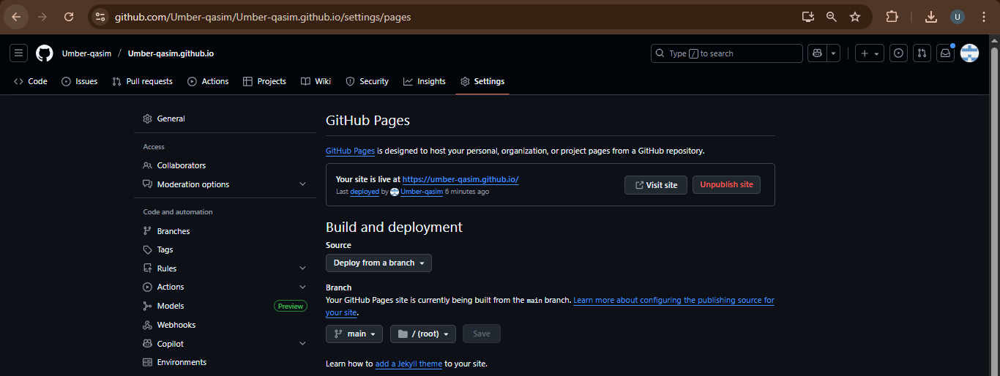 github.com/Umber-qasim/Umber-qasim.github.io/settings/pages
U
Umber-qasim / Umber-qasim.github.io
Type / to search
Code Issues Pull requests Actions Projects Wiki Security Insights Settings
General
Access
Collaborators
Moderation options
Code and automation
Branches
Tags
Rules
Actions
Models Preview
Webhooks
Copilot
Environments
GitHub Pages
GitHub Pages is designed to host your personal, organization, or project pages from a GitHub repository.
Your site is live at https://umber-qasim.github.io/
Last deployed by Umber-qasim 6 minutes ago
Visit site
Unpublish site
Build and deployment
Source
Deploy from a branch
Branch
Your GitHub Pages site is currently being built from the main branch. Learn more about configuring the publishing source for
your site.
main / (root) Save
Learn how to add a Jekyll theme to your site.